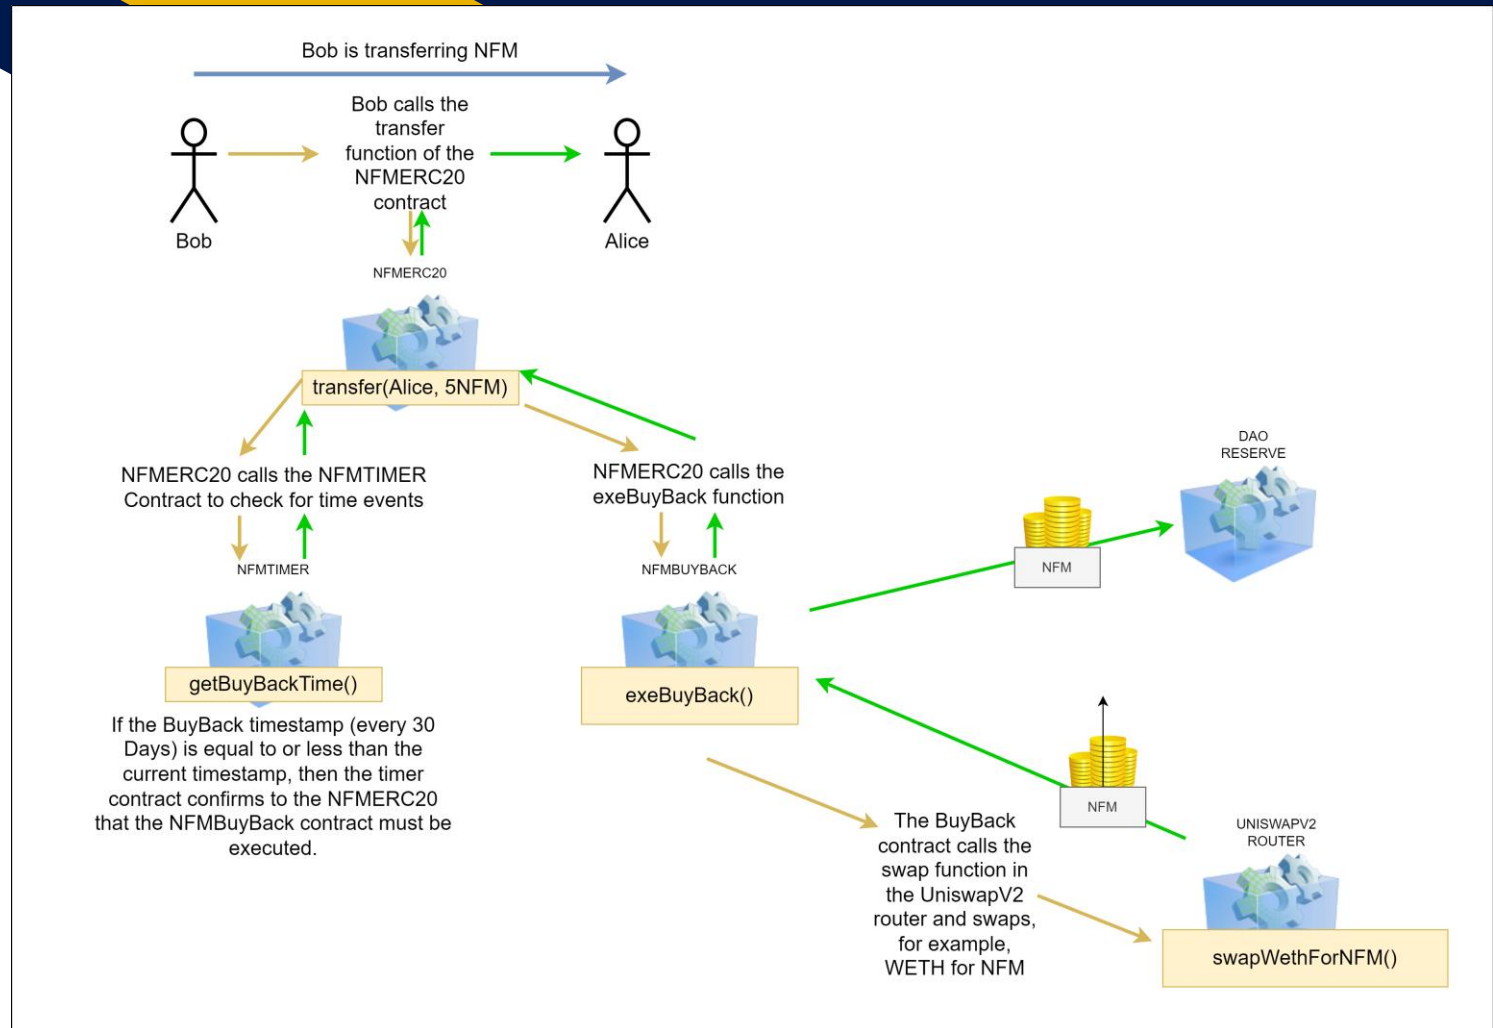 Bob is transferring NFM
Bob calls the
transfer
function of the
NFMERC20
contract
Bob
Alice
NFMERC20
transfer(Alice, 5NFM)
NFMERC20 calls the NFMTIMER
Contract to check for time events
NFMERC20 calls the
exeBuyBack function
DAO
RESERVE
NFM
NFMTIMER
NFMBUYBACK
getBuyBackTime()
exeBuyBack()
If the BuyBack timestamp (every 30
Days) is equal to or less than the
current timestamp, then the timer
contract confirms to the NFMERC20
that the NFMBuyBack contract must be
executed.
NFM
The BuyBack
contract calls the
swap function in
the UniswapV2
router and swaps,
for example,
WETH for NFM
UNISWAPV2
ROUTER
swapWethForNFM()